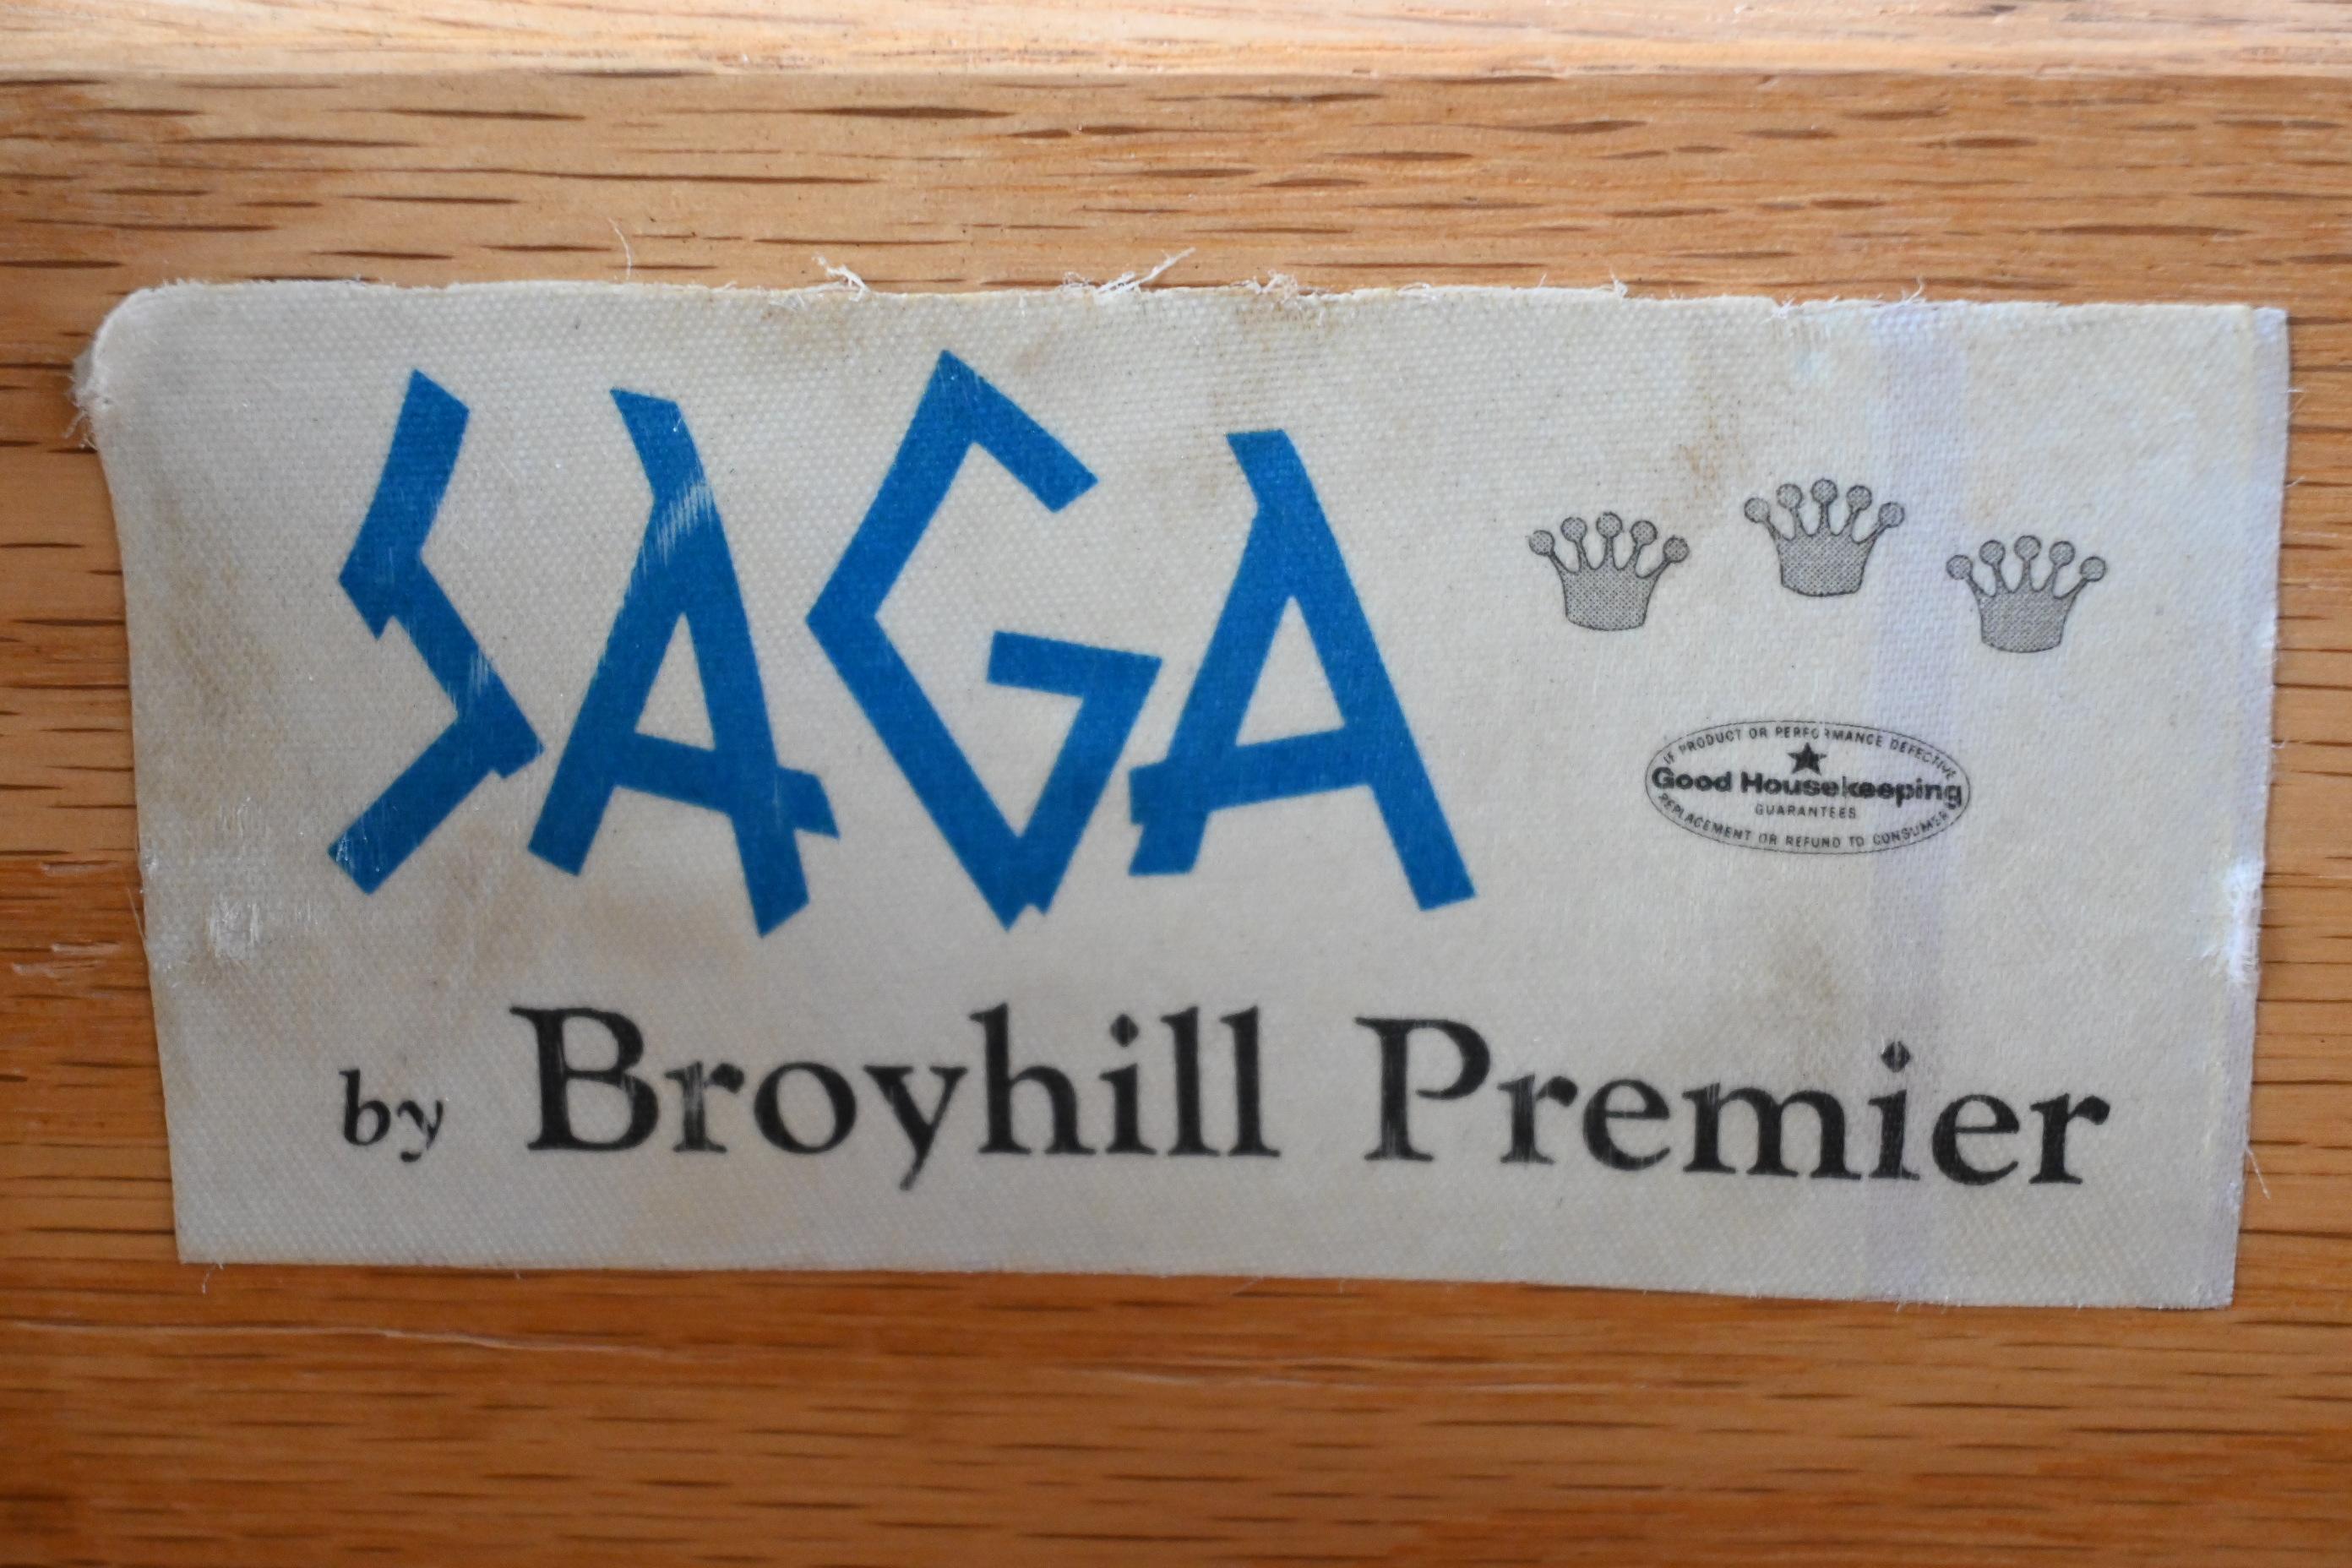 SAGA
IF PRODUCT OR PERFORMANCE DEFECTIVE
Good Housekeeping
GUARANTEES
REPLACEMENT OR REFUND TO CONSUMER
by Broyhill Premier